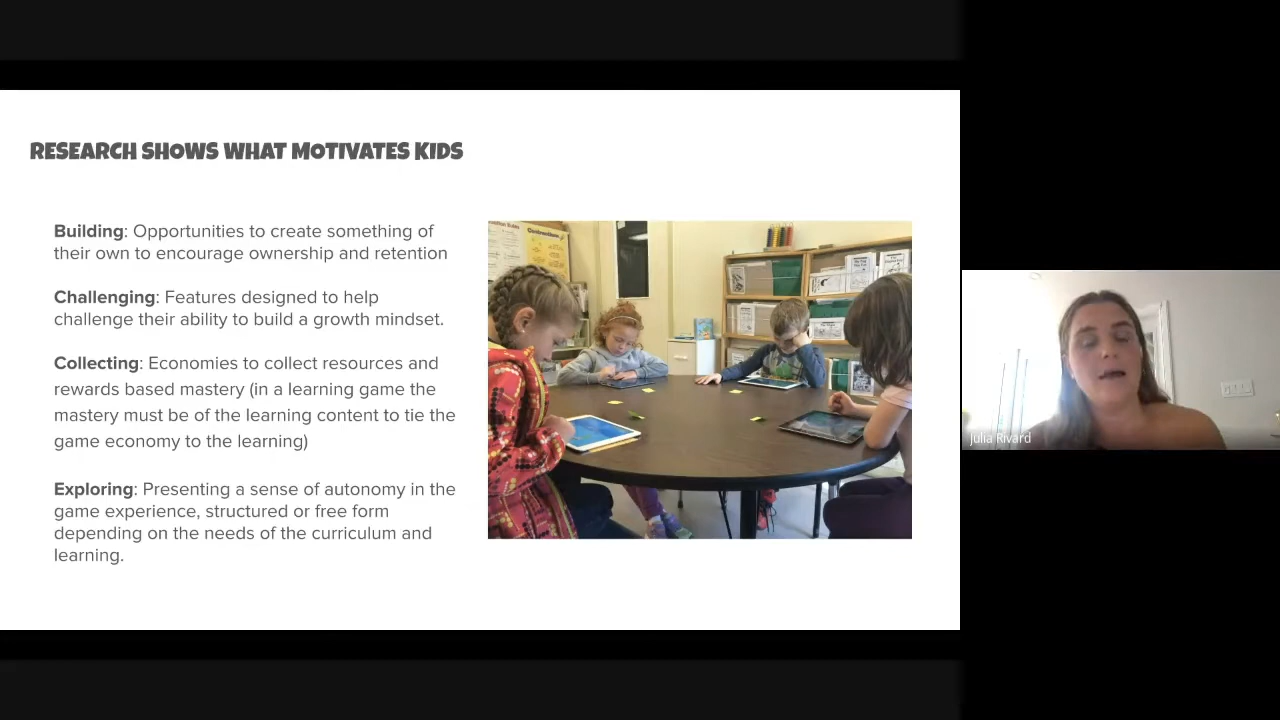 RESEARCH SHOWS WHAT MOTIVATES KIDS
Building: Opportunities to create something of
their own to encourage ownership and retention
Challenging: Features designed to help
challenge their ability to build a growth mindset.
Collecting: Economies to collect resources and
rewards based mastery (in a learning game the
mastery must be of the learning content to tie the
game economy to the learning)
Exploring: Presenting a sense of autonomy in the
game experience, structured or free form
depending on the needs of the curriculum and
learning.
Contractions
Julia Rivard